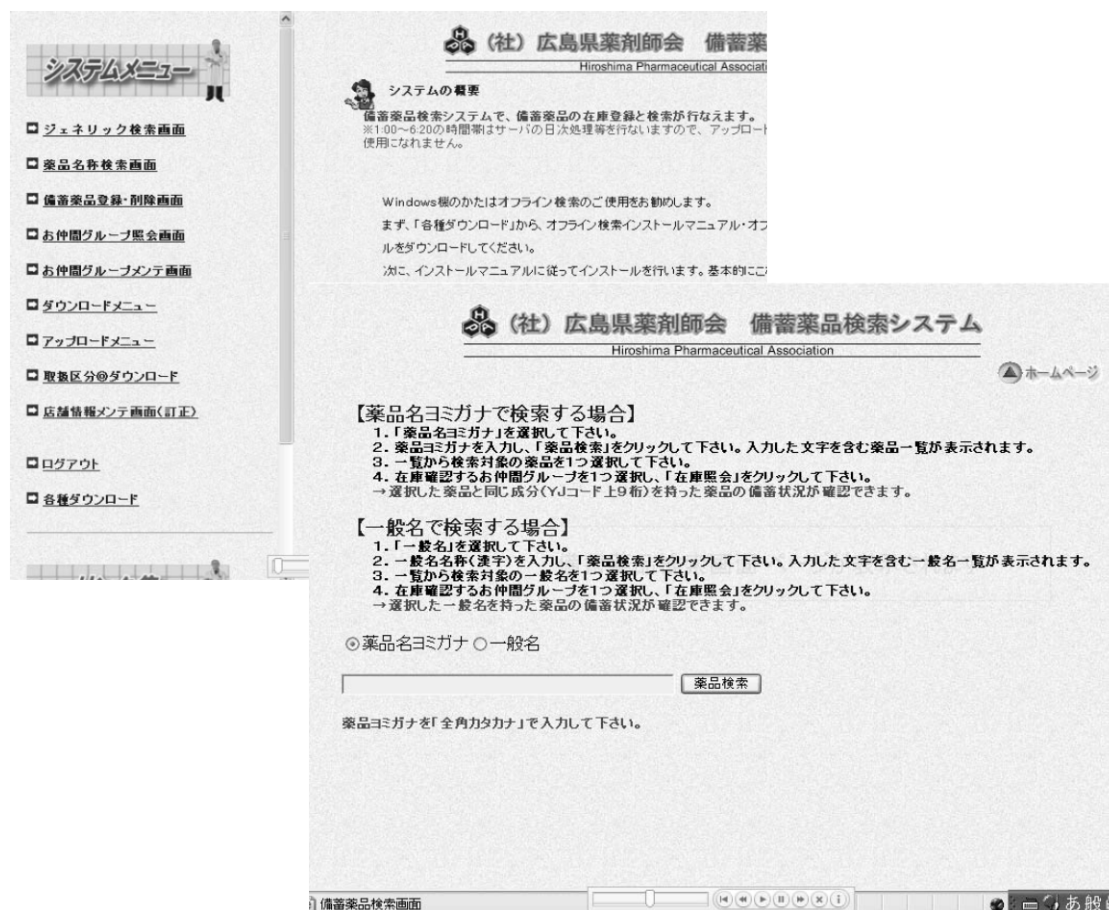 システムメニュー
ジェネリック検索画面
薬品名称検索画面
備蓄薬品登録・削除画面
お仲間グループ照会画面
お仲間グループメンテ画面
ダウンロードメニュー
アップロードメニュー
取扱区分@ダウンロード
店舗情報メンテ画面(訂正)
ログアウト
各種ダウンロード
（社）広島県薬剤師会　備蓄薬
Hiroshima Pharmaceutical Associati
システムの概要
備蓄薬品検索システムで、備蓄薬品の在庫登録と検索が行なえます。
※1:00～6:20の時間帯はサーバの日次処理等を行ないますので、アップロード
使用になれません。
Windows機のかたはオフライン検索のご使用をお勧めします。
まず、「各種ダウンロード」から、オフライン検索インストールマニュアル・オフ
ルをダウンロードしてください。
次に、インストールマニュアルに従ってインストールを行います。基本的にこ
（社）広島県薬剤師会　備蓄薬品検索システム
Hiroshima Pharmaceutical Association
ホームページ
【薬品名ヨミガナで検索する場合】
1. 「薬品名ヨミガナ」を選択して下さい。
2. 薬品ヨミガナを入力し、「薬品検索」をクリックして下さい。入力した文字を含む薬品一覧が表示されます。
3. 一覧から検索対象の薬品を1つ選択して下さい。
4. 在庫確認するお仲間グループを1つ選択し、「在庫照会」をクリックして下さい。
→選択した薬品と同じ成分(YJコード上9桁)を持った薬品の備蓄状況が確認できます。
【一般名で検索する場合】
1. 「一般名」を選択して下さい。
2. 一般名名称(漢字)を入力し、「薬品検索」をクリックして下さい。入力した文字を含む一般名一覧が表示されます。
3. 一覧から検索対象の一般名を1つ選択して下さい。
4. 在庫確認するお仲間グループを1つ選択し、「在庫照会」をクリックして下さい。
→選択した一般名を持った薬品の備蓄状況が確認できます。
薬品名ヨミガナ 一般名
薬品検索
薬品ヨミガナを「全角カタカナ」で入力して下さい。
備蓄薬品検索画面
あ 般